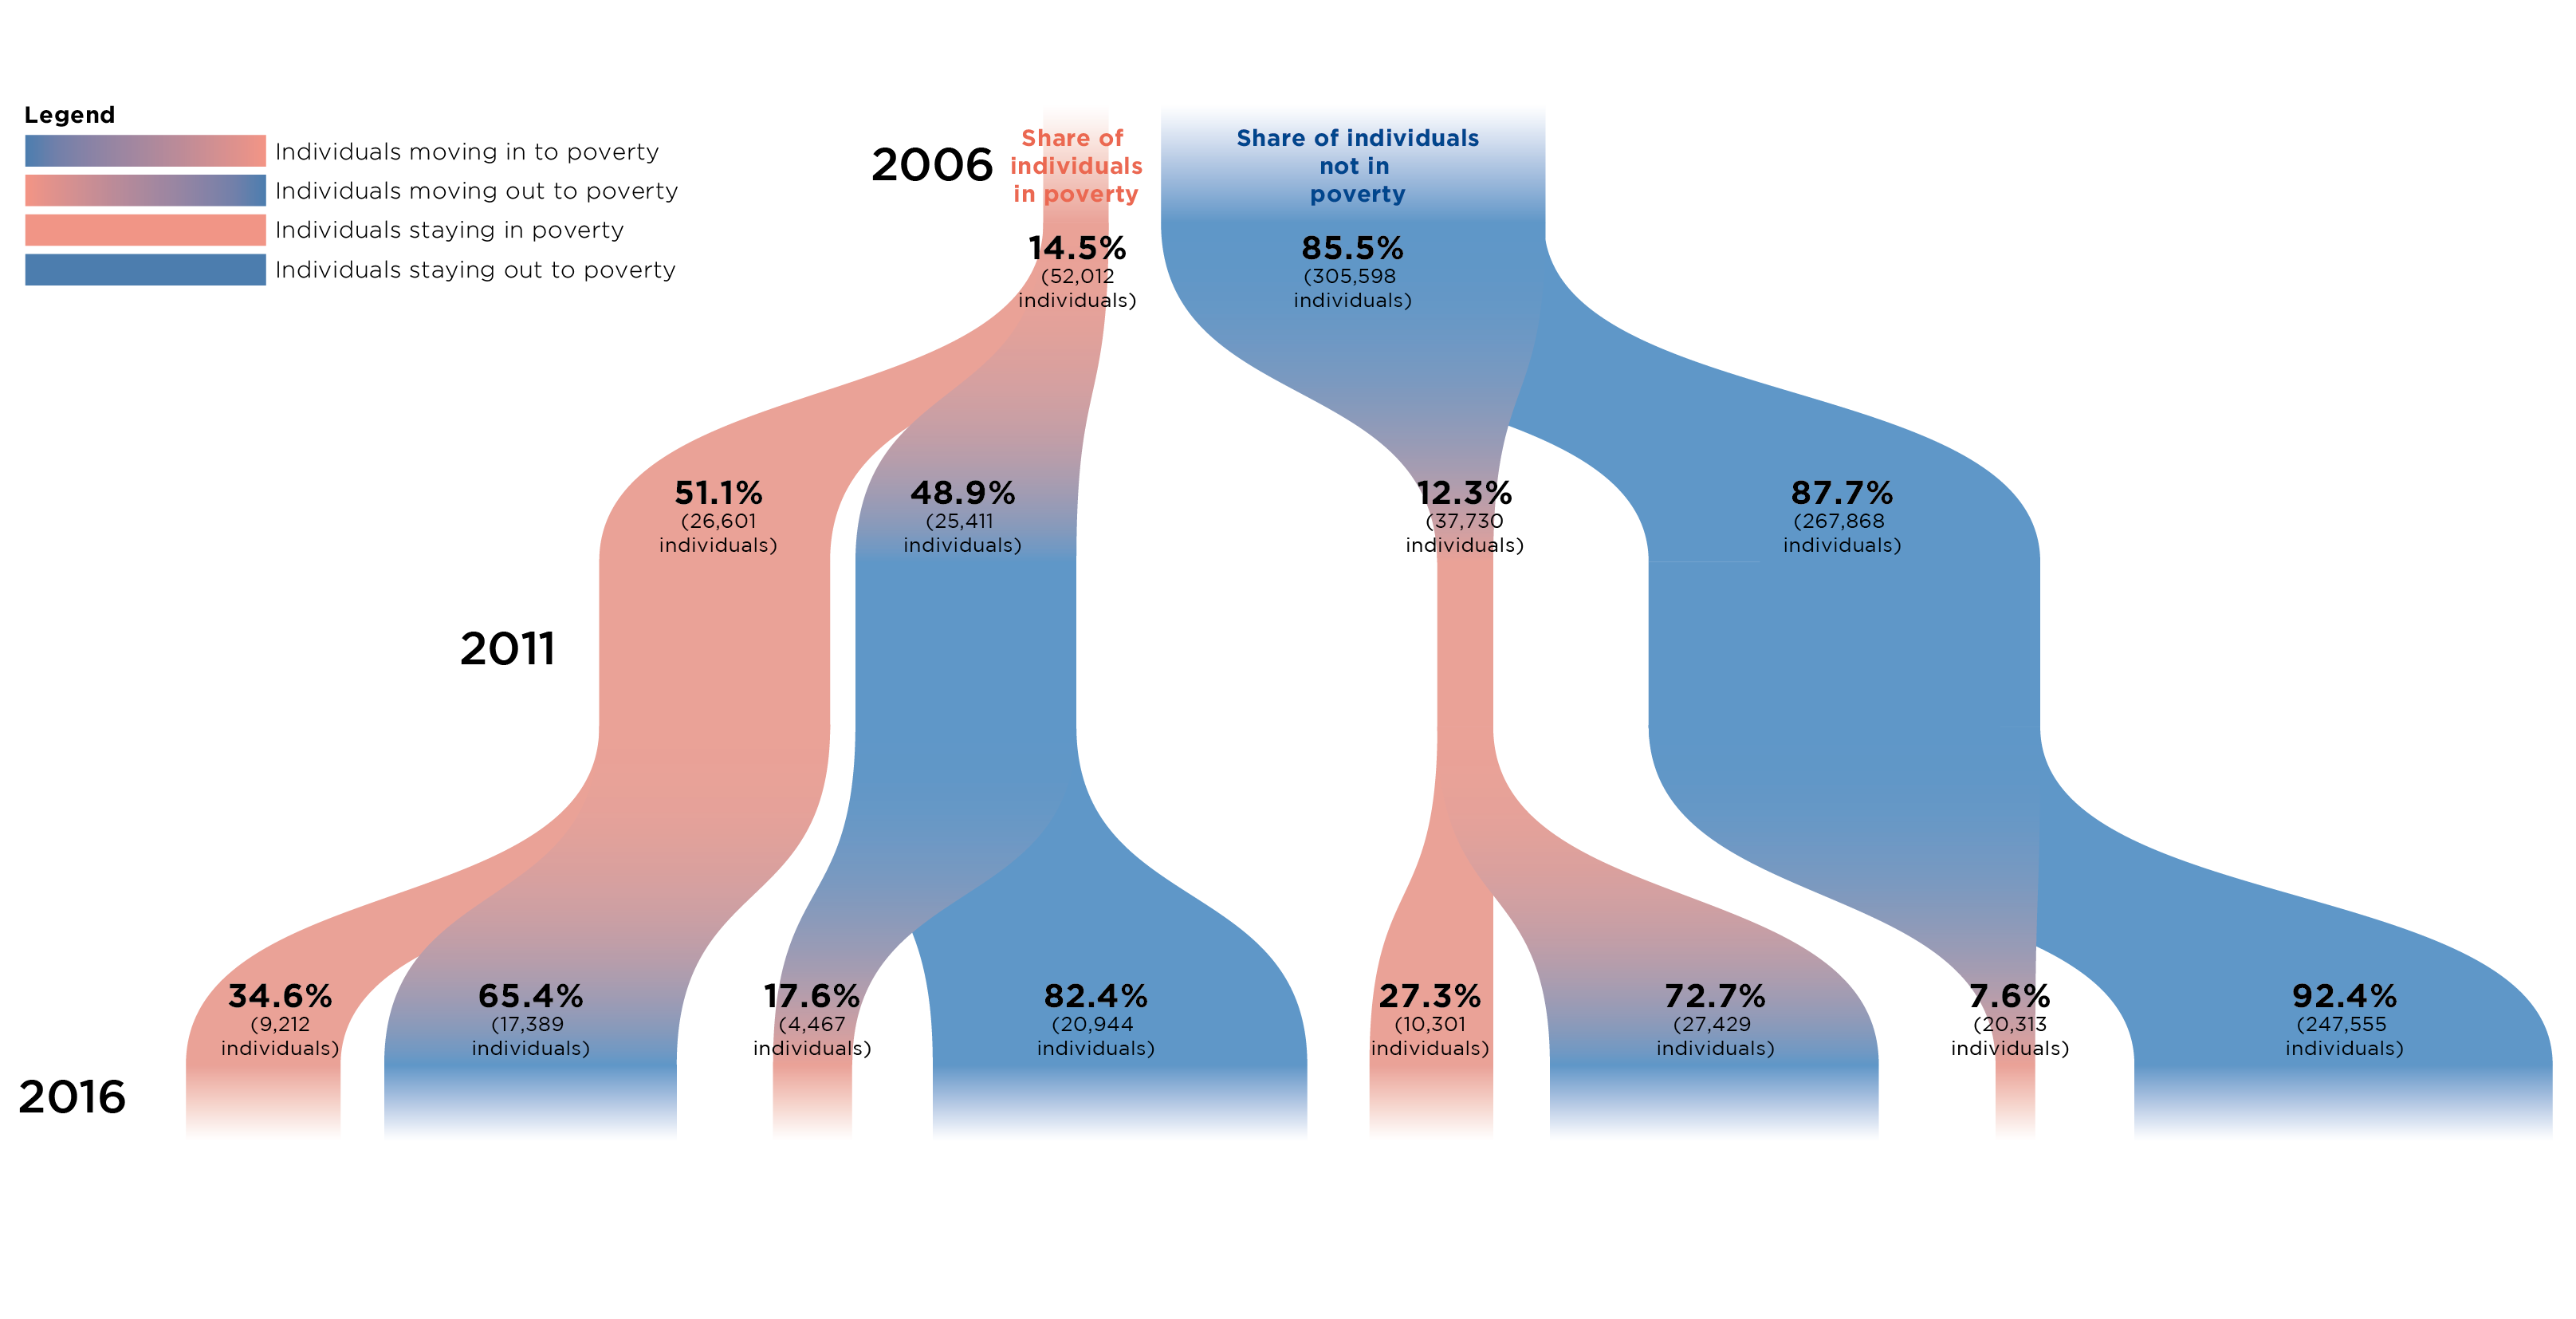 Legend
Individuals moving in to poverty
Individuals moving out to poverty
Individuals staying in poverty
Individuals staying out to poverty
2006
Share of
individuals
in poverty
14.5%
(52,012
individuals)
Share of individuals
not in
poverty
85.5%
(305,598
individuals)
51.1%
(26,601
individuals)
48.9%
(25,411
individuals)
12.3%
(37,730
individuals)
87.7%
(267,868
individuals)
2011
34.6%
(9,212
individuals)
65.4%
(17,389
individuals)
17.6%
(4,467
individuals)
82.4%
(20,944
individuals)
27.3%
(10,301
individuals)
72.7%
(27,429
individuals)
7.6%
(20,313
individuals)
92.4%
(247,555
individuals)
2016